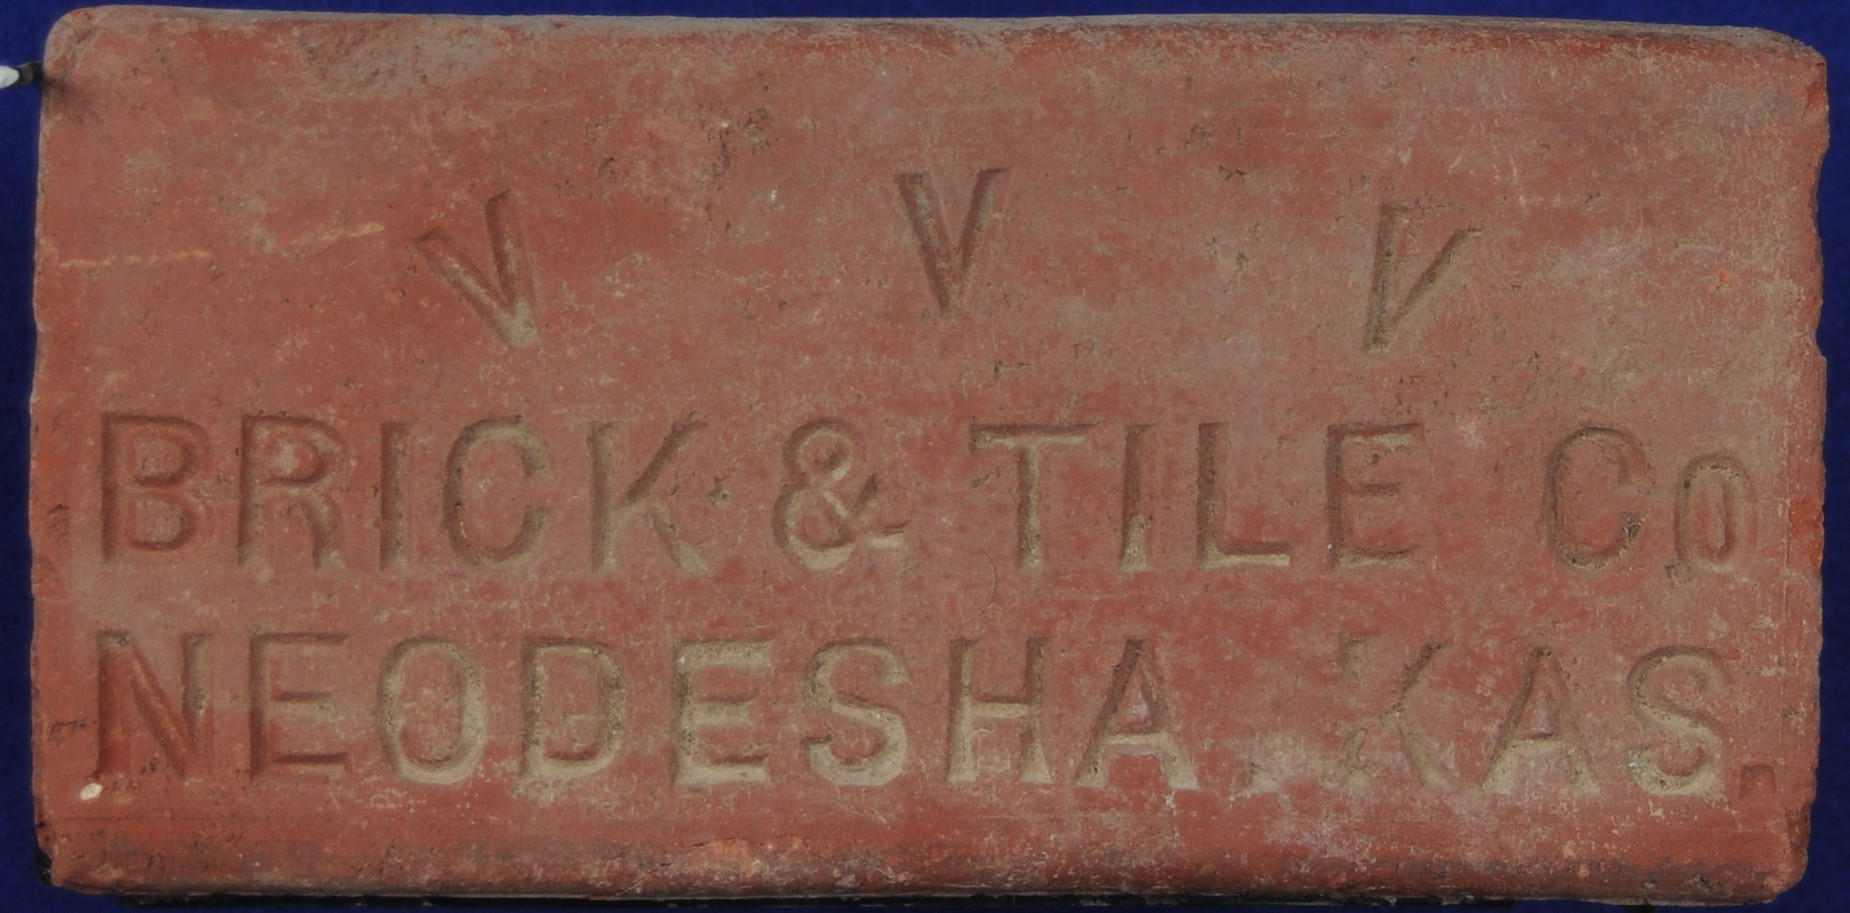 V V V
BRICK & TILE Co
NEODESHA. KAS.